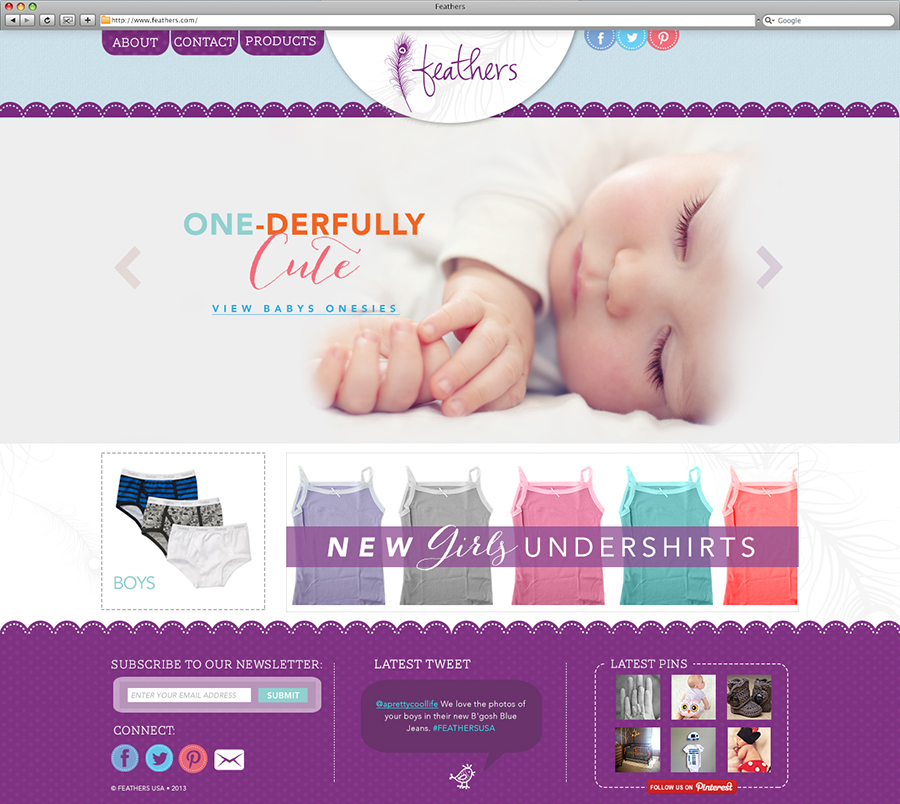 Feathers
http://www.feathers.com/
Google
ABOUT
CONTACT
PRODUCTS
feathers
ONE-DERFULLY
Cute
VIEW BABYS ONESIES
BOYS
NEW Girls UNDERSHIRTS
SUBSCRIBE TO OUR NEWSLETTER:
ENTER YOUR EMAIL ADDRESS
SUBMIT
CONNECT:
© FEATHERS USA • 2013
LATEST TWEET
@aprettycoollife We love the photos of
your boys in their new B'gosh Blue
Jeans. #FEATHERSUSA
LATEST PINS
FOLLOW US ON Pinterest